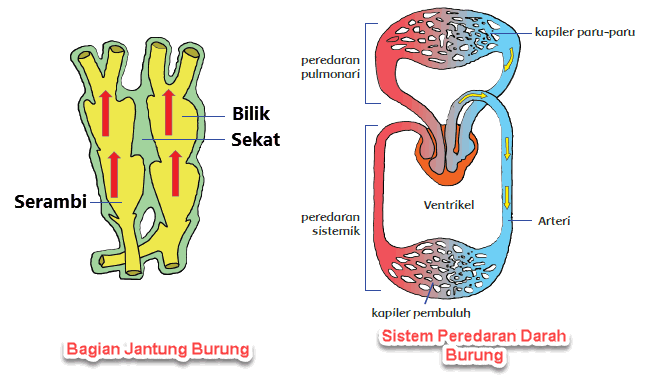 Bilik
Sekat
Serambi
Bagian Jantung Burung
kapiler paru-paru
peredaran
pulmonari
Ventrikel
peredaran
sistemik
Arteri
kapiler pembuluh
Sistem Peredaran Darah
Burung